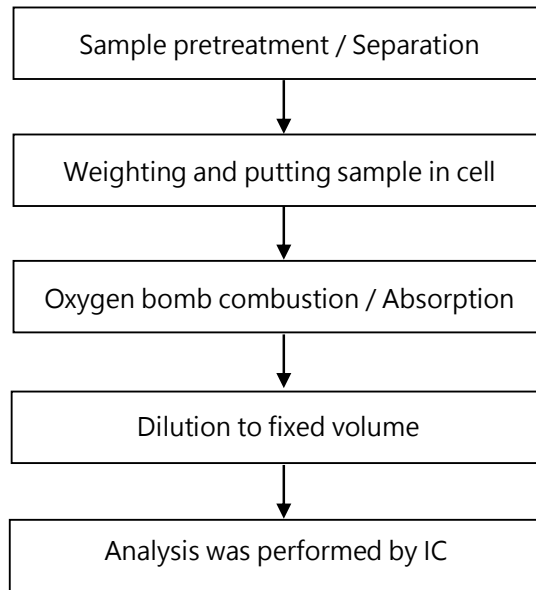 Sample pretreatment / Separation
Weighting and putting sample in cell
Oxygen bomb combustion / Absorption
Dilution to fixed volume
Analysis was performed by IC